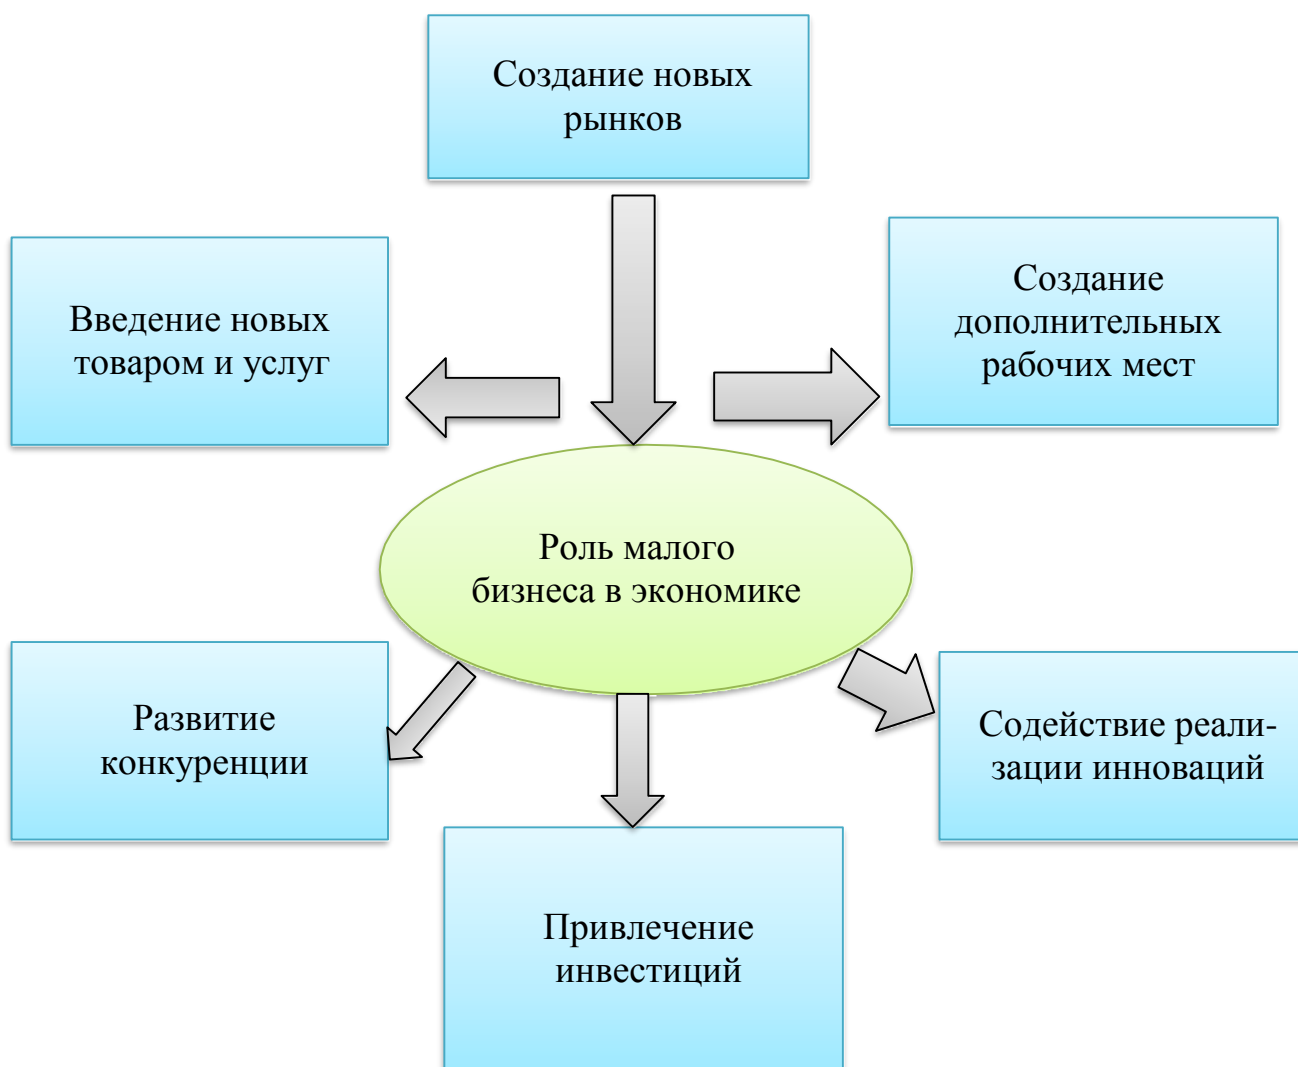 Создание новых
рынков
Введение новых
товаром и услуг
Создание
дополнительных
рабочих мест
Роль малого
бизнеса в экономике
Развитие
конкуренции
Содействие реали-
зации инноваций
Привлечение
инвестиций